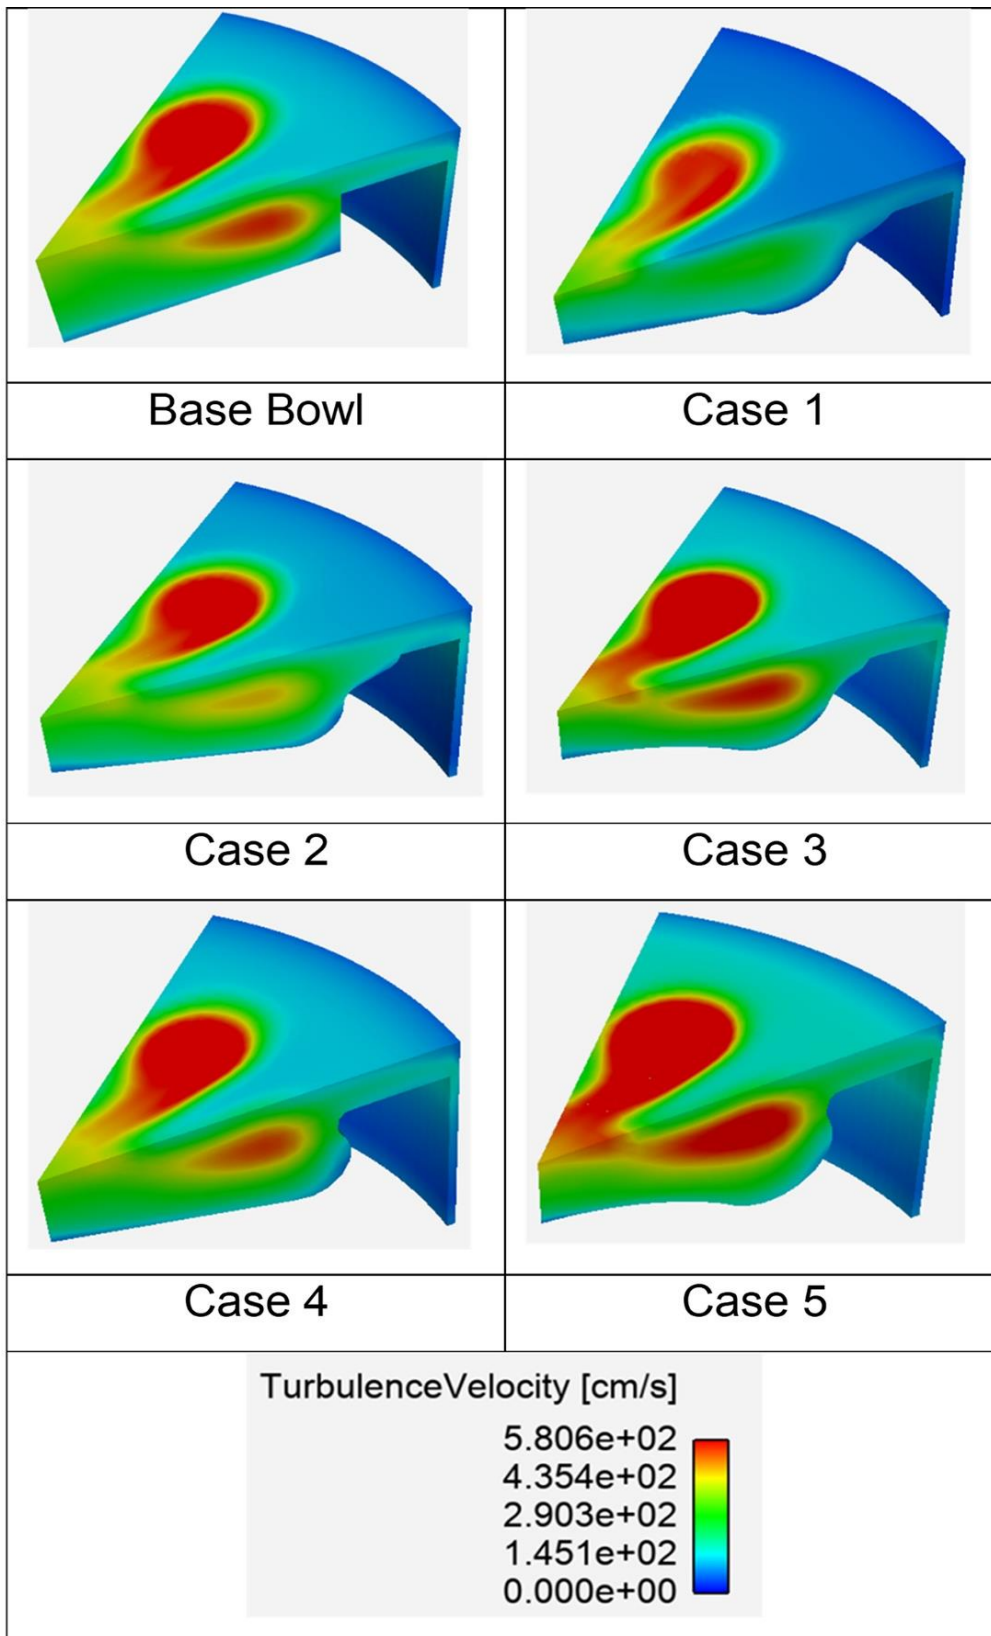 Base Bowl
Case 1
Case 2
Case 3
Case 4
Case 5
TurbulenceVelocity [cm/s]
5.806e+02
4.354e+02
2.903e+02
1.451e+02
0.000e+00